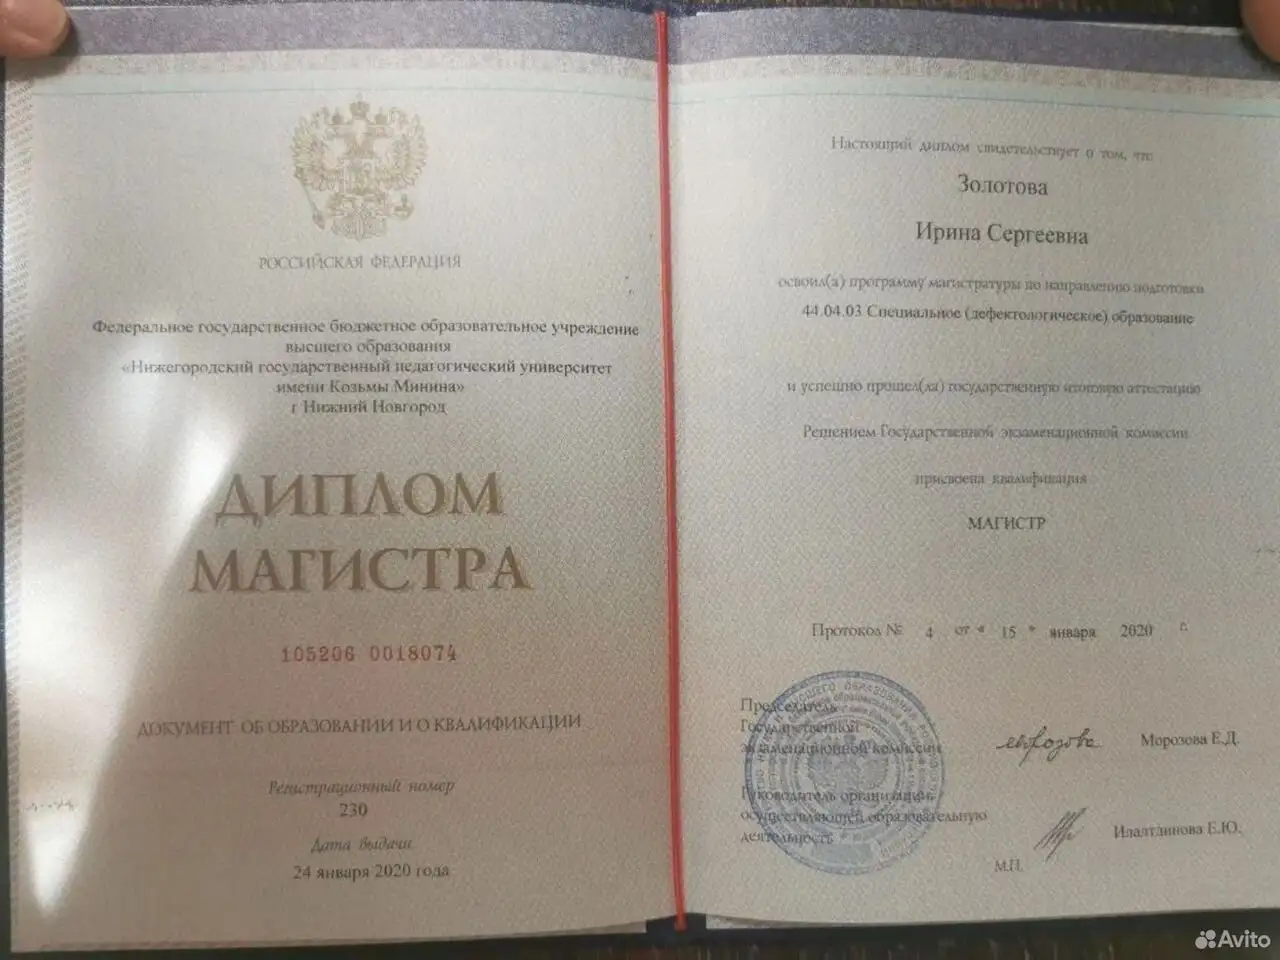 РОССИЙСКАЯ ФЕДЕРАЦИЯ
Федеральное государственное бюджетное образовательное учреждение
высшего образования
«Нижегородский государственный педагогический университет
имени Козьмы Минина»
г Нижний Новгород
ДИПЛОМ
МАГИСТРА
105206 0018074
ДОКУМЕНТ ОБ ОБРАЗОВАНИИ И О КВАЛИФИКАЦИИ
Регистрационный номер
230
Дата выдачи
24 января 2020 года
Настоящий диплом свидетельствует о том, что
Золотова
Ирина Сергеевна
освоил(а) программу магистратуры по направлению подготовки
44.04.03 Специальное (дефектологическое) образование
и успешно прошел(ла) государственную итоговую аттестацию
Решением Государственной экзаменационной комиссии
присвоена квалификация
МАГИСТР
Протокол № 4 от « 15 » января 2020 г.
Председатель
Государственной
экзаменационной комиссии
Морозова Е.Д.
Руководитель организации,
осуществляющей образовательную
деятельность
Илалтдинова Е.Ю.
М.П.
Avito